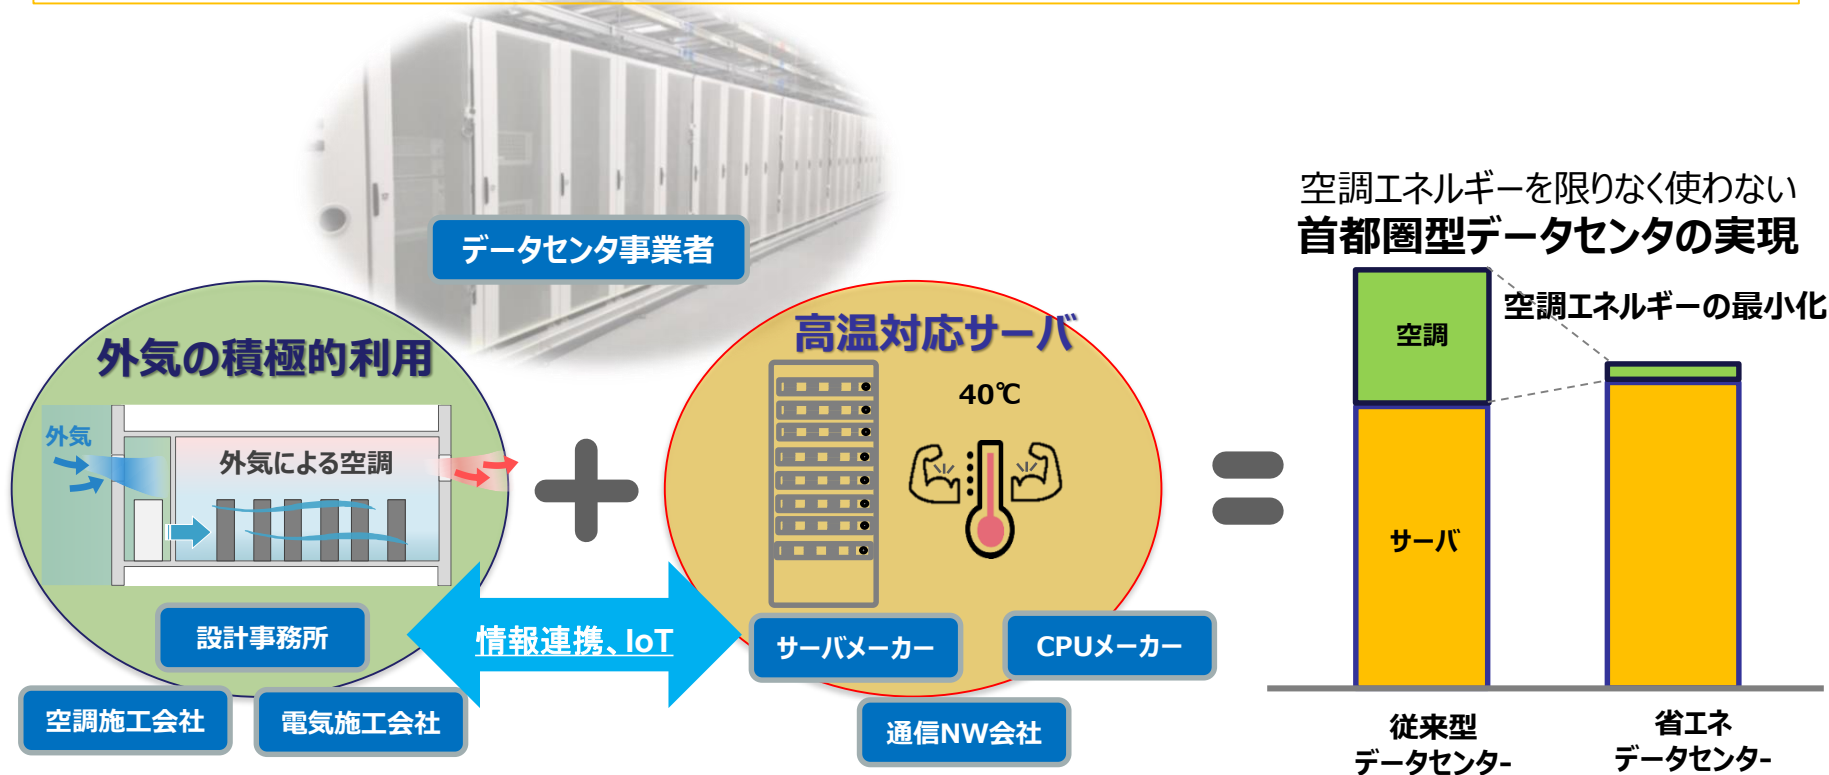 データセンタ事業者
外気の積極的利用
外気
外気による空調
設計事務所
空調施工会社
電気施工会社
情報連携、IoT
高温対応サーバ
40℃
サーバメーカー
CPUメーカー
通信NW会社
空調エネルギーを限りなく使わない
首都圏型データセンタの実現
空調エネルギーの最小化
空調
サーバ
従来型
データセンター
省エネ
データセンター